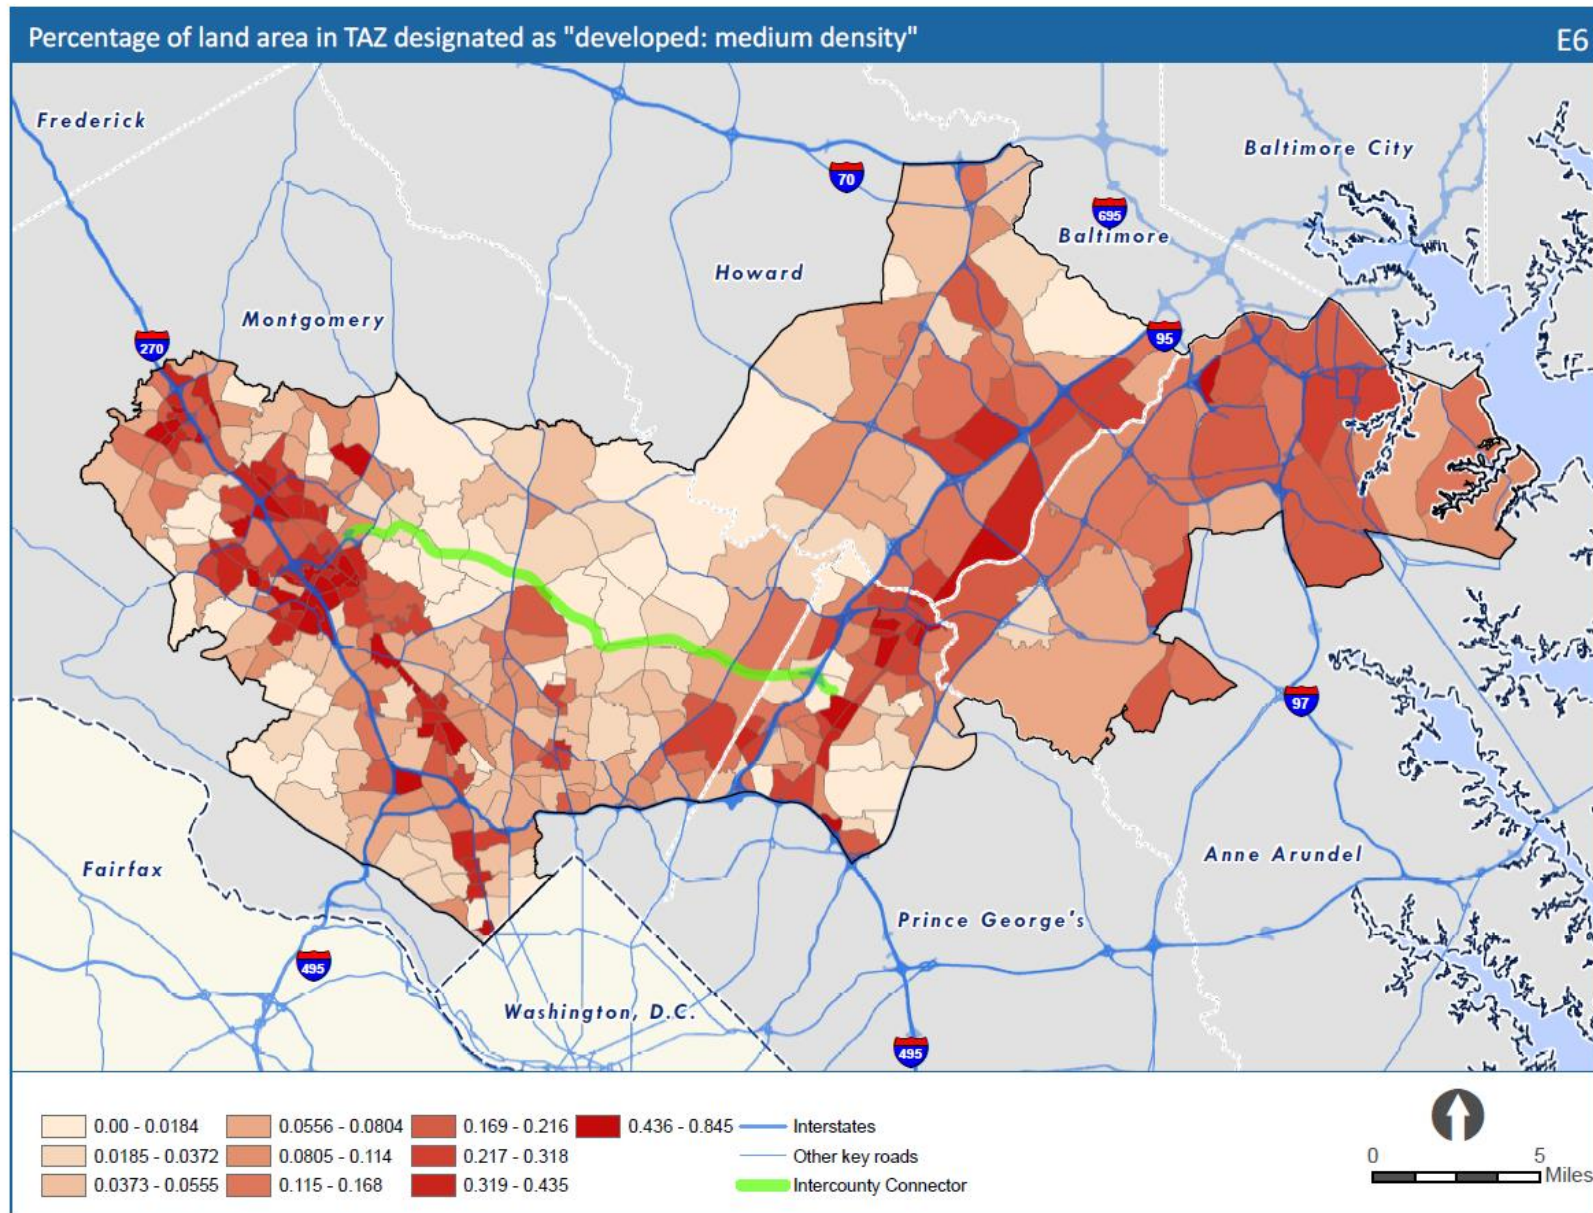 Percentage of land area in TAZ designated as "developed: medium density"
E6
Frederick
Baltimore City
70
695
Baltimore
Howard
Montgomery
270
95
97
Fairfax
Anne Arundel
Prince George's
495
Washington, D.C.
495
0.00 - 0.0184
0.0185 - 0.0372
0.0373 - 0.0555
0.0556 - 0.0804
0.0805 - 0.114
0.115 - 0.168
0.169 - 0.216
0.217 - 0.318
0.319 - 0.435
0.436 - 0.845
Interstates
Other key roads
Intercounty Connector
0 5
Miles